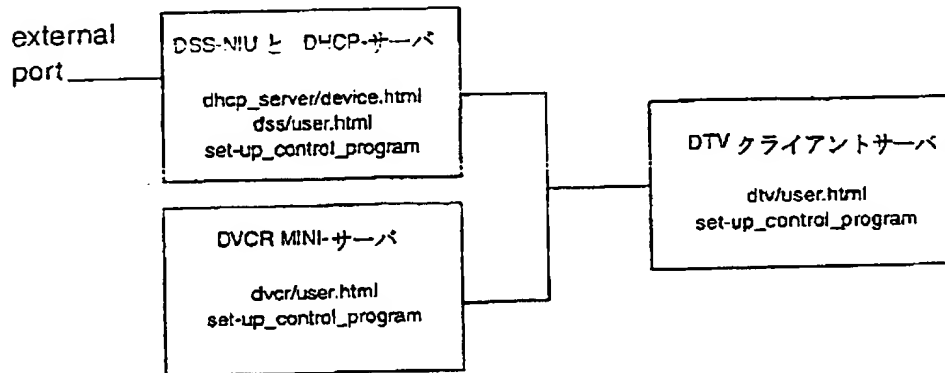 external
port
DSS-NIU と DHCP-サーバ
dhcp_server/device.html
dss/user.html
set-up_control_program
DVCR MINI-サーバ
dvcr/user.html
set-up_control_program
DTV クライアントサーバ
dtv/user.html
set-up_control_program